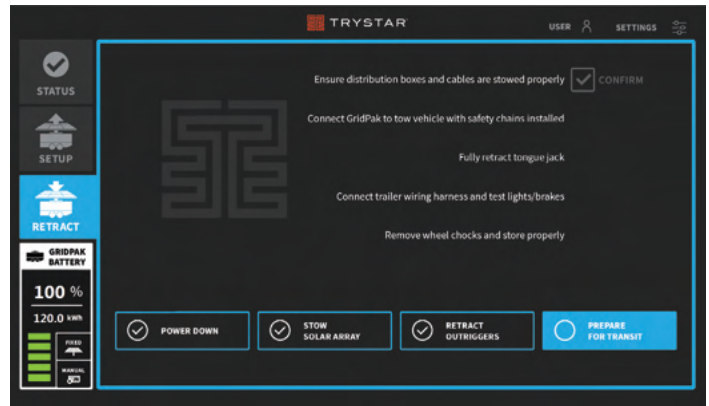 TRYSTAR
USER
SETTINGS
STATUS
SETUP
RETRACT
GRIDPAK
BATTERY
100 %
120.0 kWh
FIXED
MANUAL
Ensure distribution boxes and cables are stowed properly
CONFIRM
Connect GridPak to tow vehicle with safety chains installed
Fully retract tongue jack
Connect trailer wiring harness and test lights/brakes
Remove wheel chocks and store properly
POWER DOWN
STOW
SOLAR ARRAY
RETRACT
OUTRIGGERS
PREPARE
FOR TRANSIT